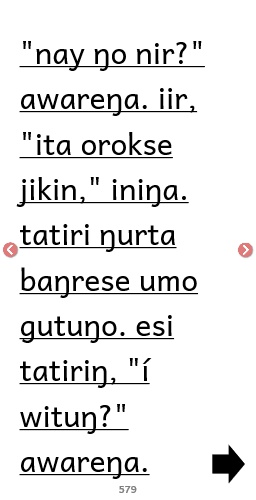 "nay ŋo nir?"
awareŋa. iir,
"ita orokse
jikin," iniŋa.
tatiri ŋurta
baŋrese umo
gutuŋo. esi
tatiriŋ, "í
wituŋ?"
awareŋa.
579